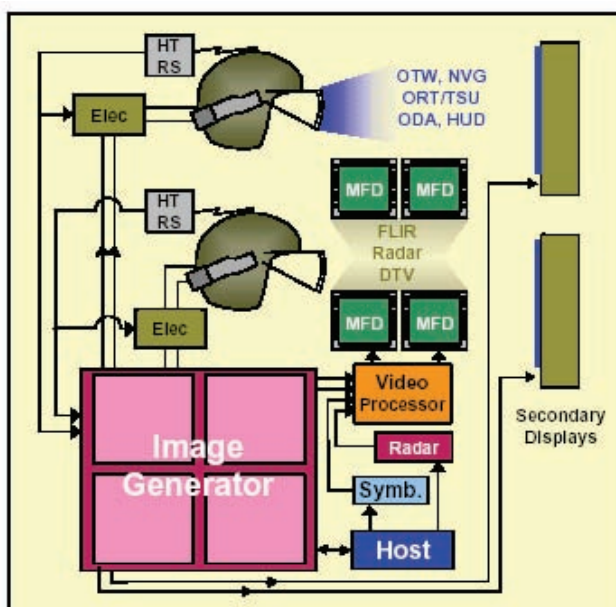 HT
RS
OTW, NVG
ORT/TSU
ODA, HUD
Elec
HT
RS
MFD MFD
FLIR
Radar
DTV
Elec
MFD MFD
Video
Processor
Secondary
Displays
Image
Generator
Radar
Symb.
Host